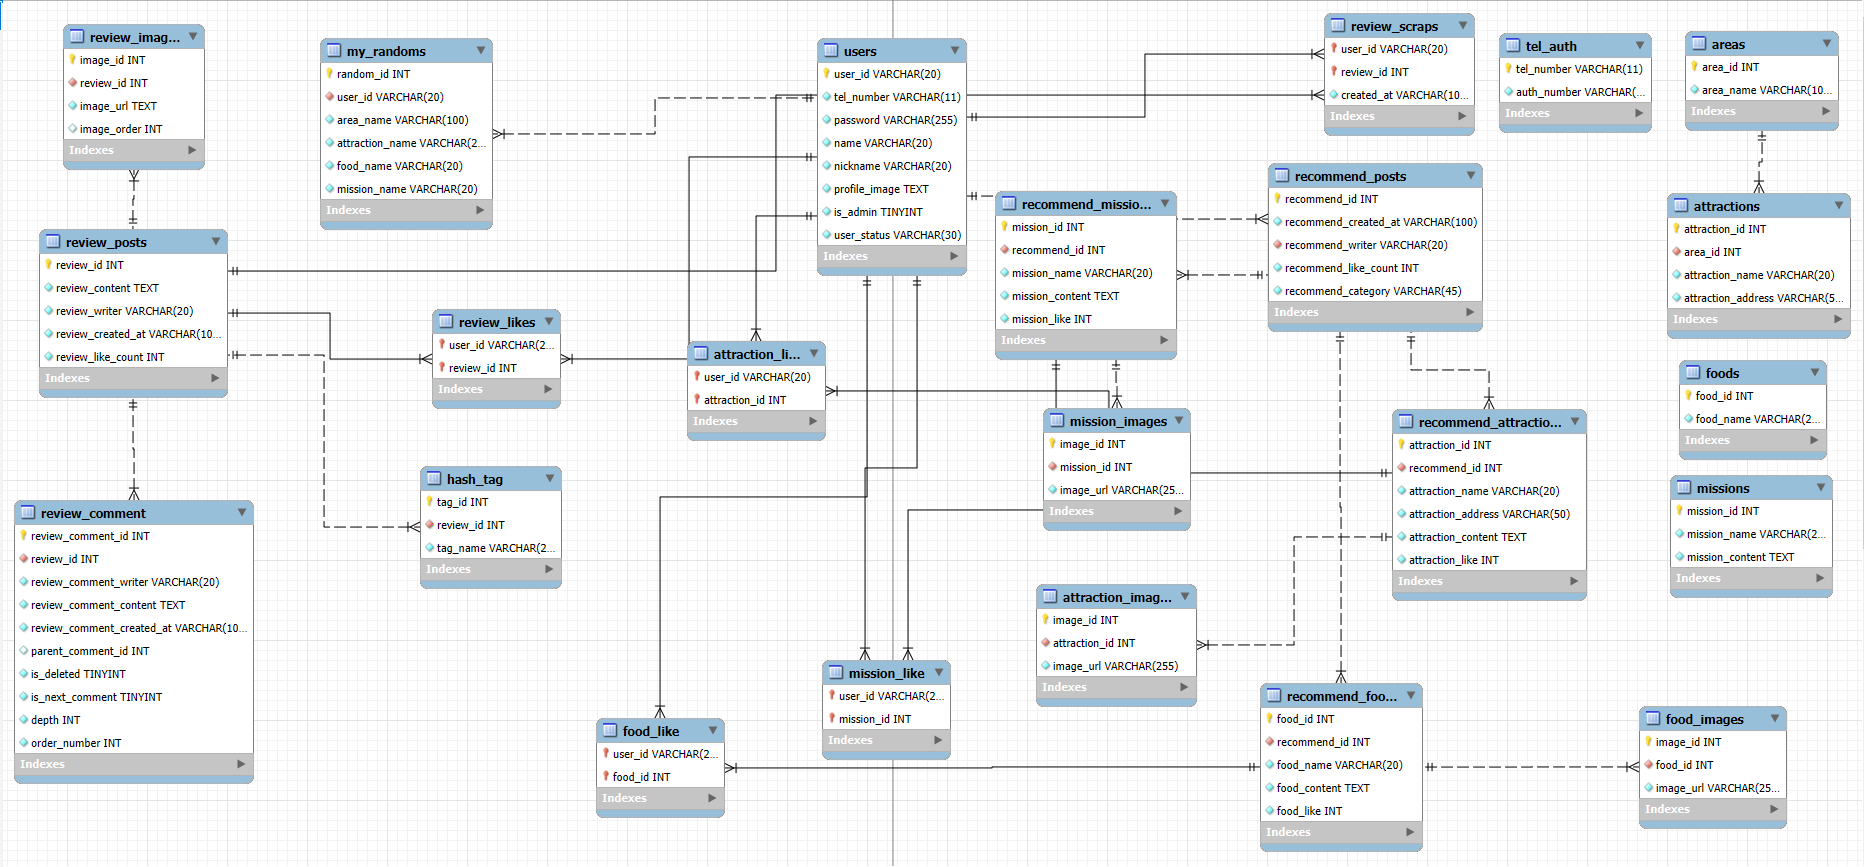 review_imag...
image_id INT
review_id INT
image_url TEXT
image_order INT
Indexes
my_randoms
random_id INT
user_id VARCHAR(20)
area_name VARCHAR(100)
attraction_name VARCHAR(2...
food_name VARCHAR(20)
mission_name VARCHAR(20)
Indexes
users
user_id VARCHAR(20)
tel_number VARCHAR(11)
password VARCHAR(255)
name VARCHAR(20)
nickname VARCHAR(20)
profile_image TEXT
is_admin TINYINT
user_status VARCHAR(30)
Indexes
review_scraps
user_id VARCHAR(20)
review_id INT
created_at VARCHAR(10...
Indexes
tel_auth
tel_number VARCHAR(11)
auth_number VARCHAR(...
Indexes
areas
area_id INT
area_name VARCHAR(10...
Indexes
review_posts
review_id INT
review_content TEXT
review_writer VARCHAR(20)
review_created_at VARCHAR(10...
review_like_count INT
Indexes
recommend_missio...
mission_id INT
recommend_id INT
mission_name VARCHAR(20)
mission_content TEXT
mission_like INT
Indexes
recommend_posts
recommend_id INT
recommend_created_at VARCHAR(100)
recommend_writer VARCHAR(20)
recommend_like_count INT
recommend_category VARCHAR(45)
Indexes
attractions
attraction_id INT
area_id INT
attraction_name VARCHAR(20)
attraction_address VARCHAR(5...
Indexes
review_likes
user_id VARCHAR(2...
review_id INT
Indexes
attraction_li...
user_id VARCHAR(20)
attraction_id INT
Indexes
foods
food_id INT
food_name VARCHAR(2...
Indexes
mission_images
image_id INT
mission_id INT
image_url VARCHAR(25...
Indexes
recommend_attractio...
attraction_id INT
recommend_id INT
attraction_name VARCHAR(20)
attraction_address VARCHAR(50)
attraction_content TEXT
attraction_like INT
Indexes
hash_tag
tag_id INT
review_id INT
tag_name VARCHAR(2...
Indexes
missions
mission_id INT
mission_name VARCHAR(2...
mission_content TEXT
Indexes
review_comment
review_comment_id INT
review_id INT
review_comment_writer VARCHAR(20)
review_comment_content TEXT
review_comment_created_at VARCHAR(10...
parent_comment_id INT
is_deleted TINYINT
is_next_comment TINYINT
depth INT
order_number INT
Indexes
attraction_imag...
image_id INT
attraction_id INT
image_url VARCHAR(255)
Indexes
mission_like
user_id VARCHAR(2...
mission_id INT
Indexes
food_like
user_id VARCHAR(2...
food_id INT
Indexes
recommend_foo...
food_id INT
recommend_id INT
food_name VARCHAR(20)
food_content TEXT
food_like INT
Indexes
food_images
image_id INT
food_id INT
image_url VARCHAR(25...
Indexes